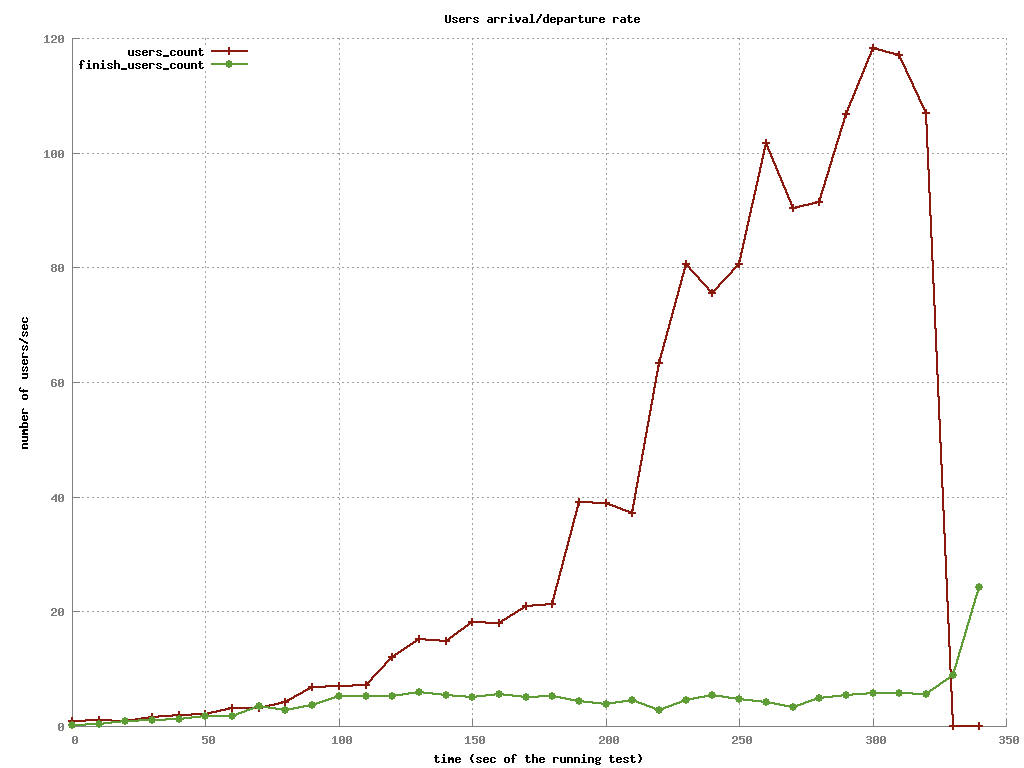 Users arrival/departure rate
users_count
finish_users_count
120
100
80
60
40
20
0
number of users/sec
0 50 100 150 200 250 300 350
time (sec of the running test)